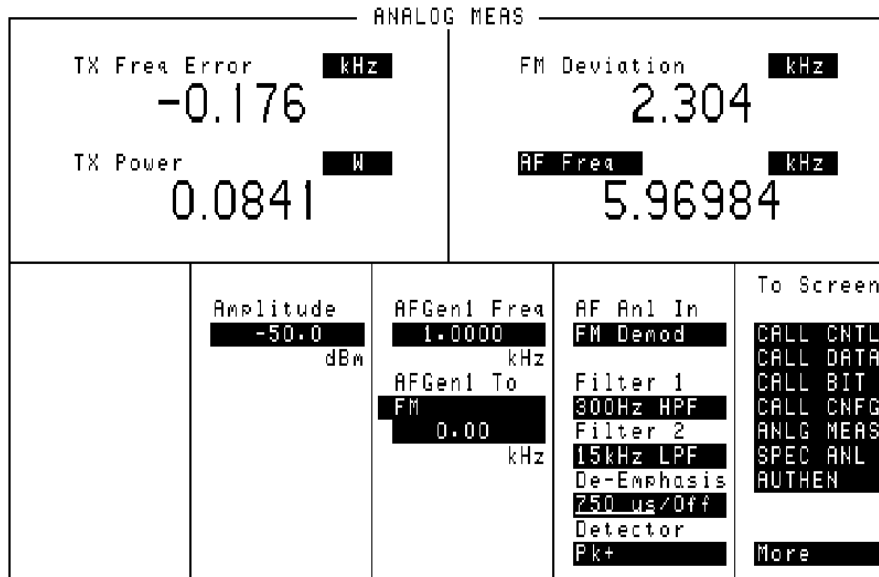 ANALOG MEAS
TX Freq Error kHz
-0.176
FM Deviation kHz
2.304
TX Power W
0.0841
AF Freq kHz
5.96984
Amplitude
-50.0
dBm
AFGen1 Freq
1.0000
kHz
AFGen1 To
FM
0.00
kHz
AF Anl In
FM Demod
Filter 1
300Hz HPF
Filter 2
15kHz LPF
De-Emphasis
750 us/Off
Detector
Pk+
To Screen
CALL CNTL
CALL DATA
CALL BIT
CALL CNFG
ANLG MEAS
SPEC ANL
AUTHEN
More